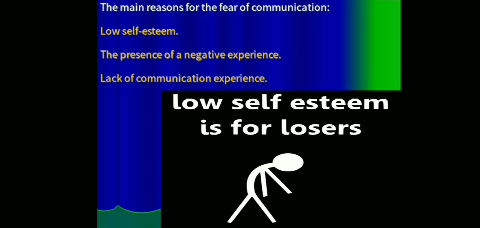 The main reasons for the fear of communication:
Low self-esteem.
The presence of a negative experience.
Lack of communication experience.
low self esteem
is for losers